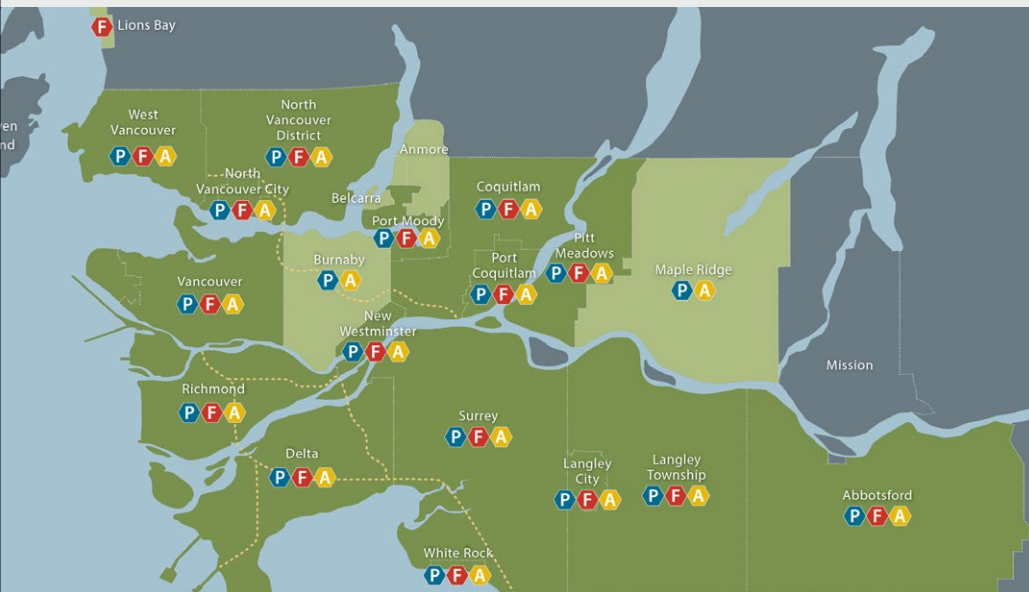 F Lions Bay
West
Vancouver
P F A
North
Vancouver
District
P F A
North
Vancouver City
P F A
Anmore
Belcarra
Port Moody
P F A
Coquitlam
P F A
Port
Coquitlam
P F A
Pitt
Meadows
P F A
Maple Ridge
P A
Burnaby
P A
Vancouver
P F A
New
Westminster
P F A
Mission
Richmond
P F A
Delta
P F A
Surrey
P F A
Langley
City
P F A
Langley
Township
P F A
Abbotsford
P F A
White Rock
P F A